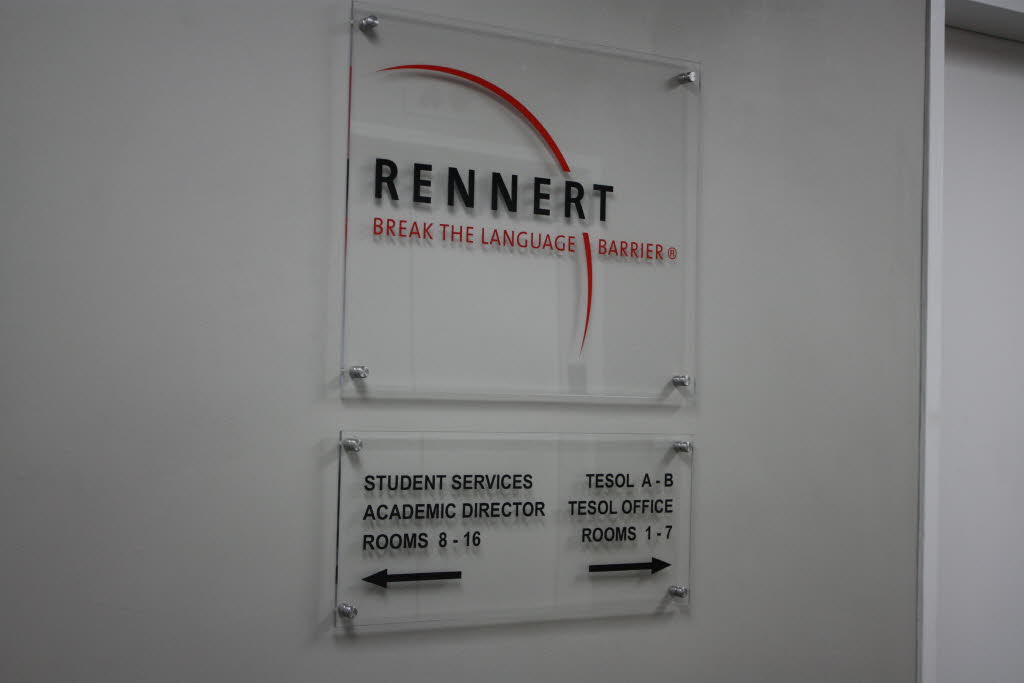 RENNERT
BREAK THE LANGUAGE BARRIER®
STUDENT SERVICES
ACADEMIC DIRECTOR
ROOMS 8 - 16
TESOL A - B
TESOL OFFICE
ROOMS 1 - 7